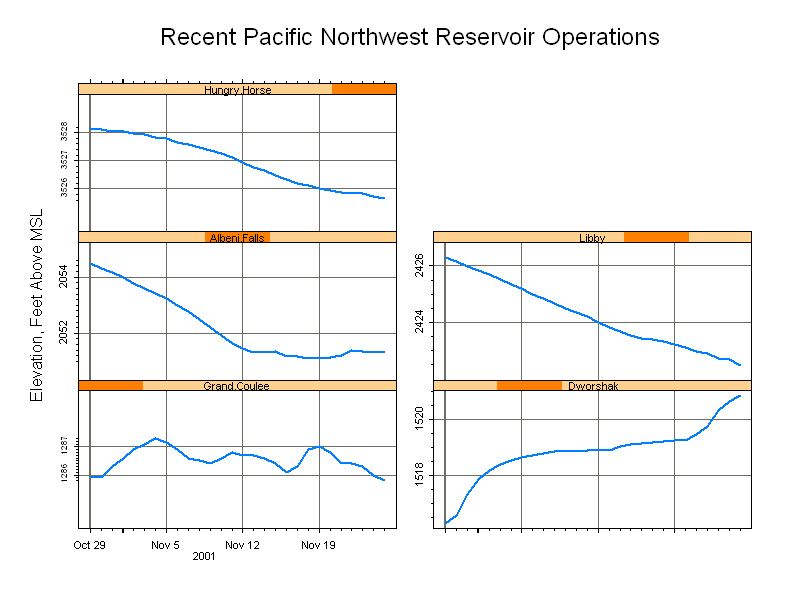 Recent Pacific Northwest Reservoir Operations
Elevation, Feet Above MSL
Hungry.Horse
3528
3527
3526
Albeni.Falls
2054
2052
Libby
2426
2424
Grand.Coulee
1287
1286
Dworshak
1520
1518
Oct 29 Nov 5 Nov 12 Nov 19
2001